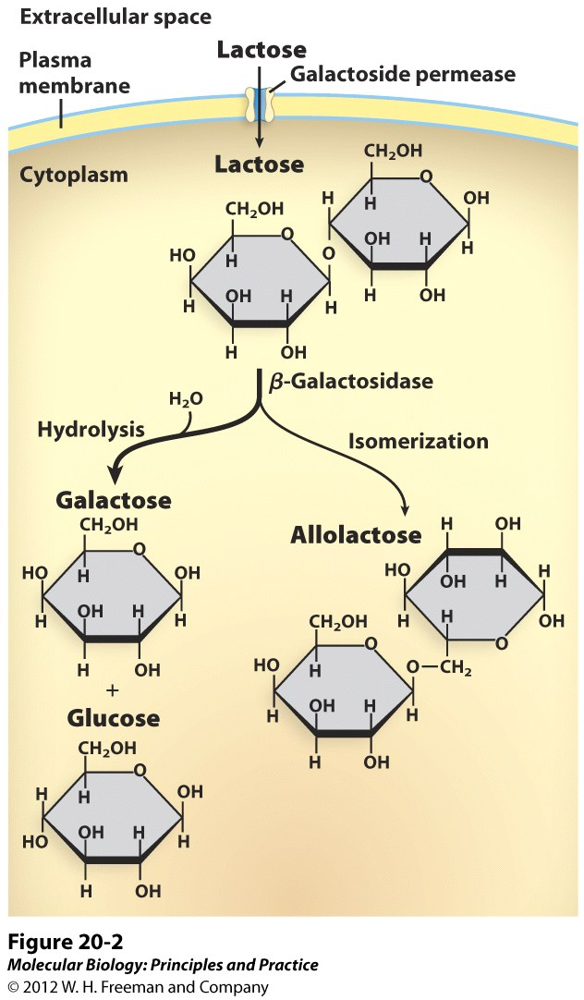 Extracellular space
Plasma
membrane
Lactose
Galactoside permease
Cytoplasm
Lactose
CH₂OH
O
H
H
OH
OH
H
H
H
OH
CH₂OH
O
HO
H
O
OH
H
H
H
H
OH
β-Galactosidase
H₂O
Hydrolysis
Isomerization
Galactose
CH₂OH
O
HO
H
OH
OH
H
H
H
H
OH
+
Glucose
CH₂OH
O
H
H
OH
OH
H
HO
H
H
OH
Allolactose
H
OH
HO
OH
H
H
H
H
OH
O
CH₂OH
O
HO
H
O—CH₂
OH
H
H
H
H
OH
Figure 20-2
Molecular Biology: Principles and Practice
© 2012 W. H. Freeman and Company